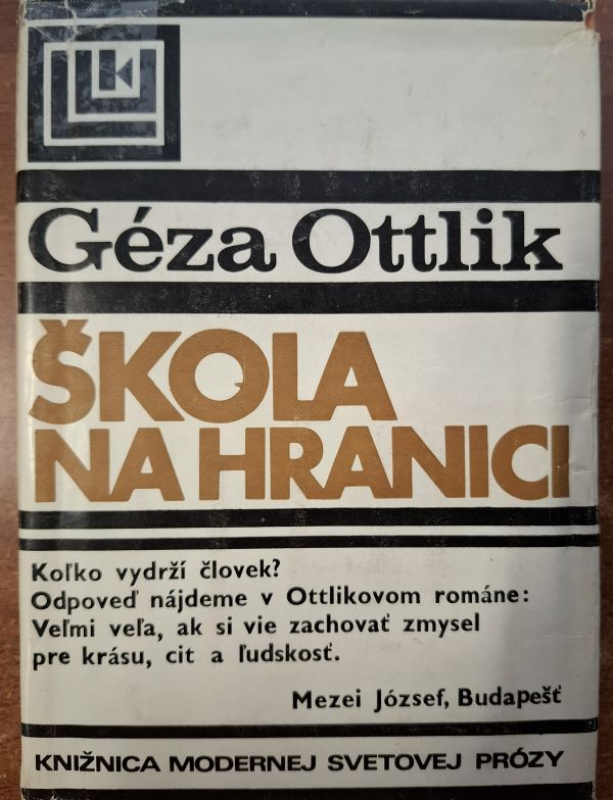 Géza Ottlik
ŠKOLA
NA HRANICI
Koľko vydrží človek?
Odpoveď nájdeme v Ottlikovom románe:
Veľmi veľa, ak si vie zachovať zmysel
pre krásu, cit a ľudskosť.
Mezei József, Budapešť
KNIŽNICA MODERNEJ SVETOVEJ PRÓZY